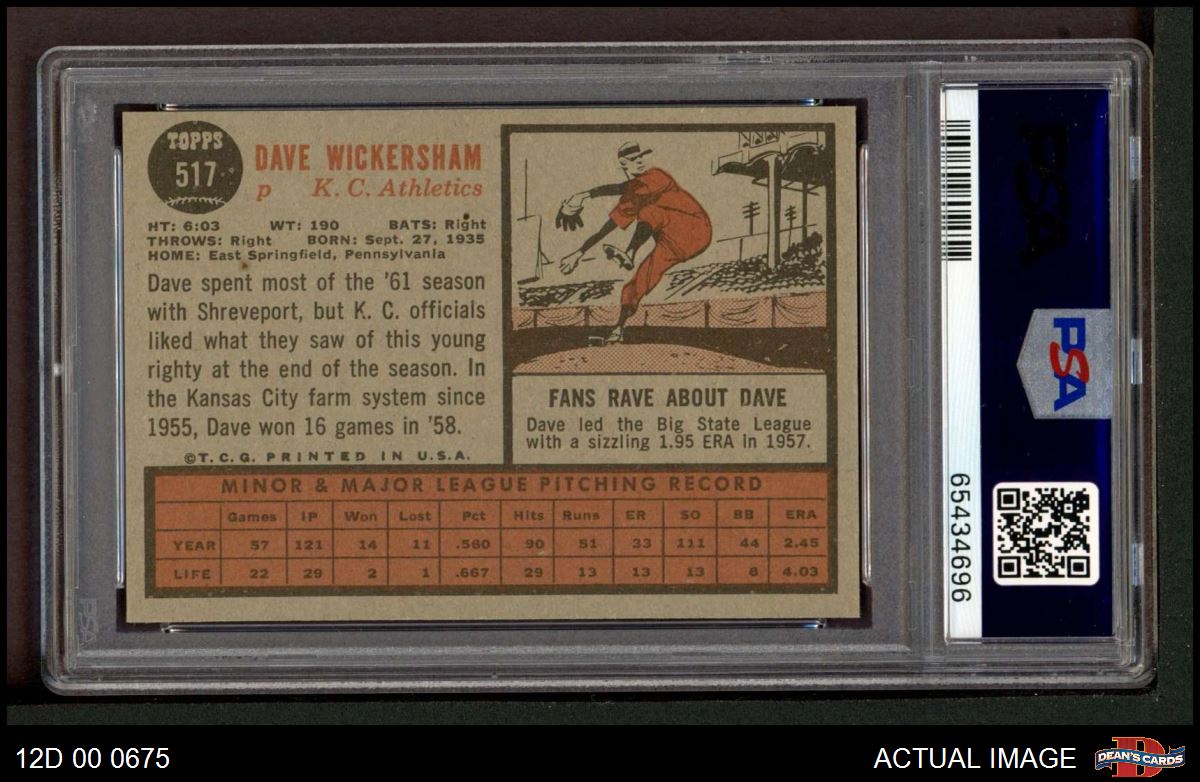 TOPPS
517
DAVE WICKERSHAM
p K. C. Athletics
HT: 6:03 WT: 190 BATS: Right
THROWS: Right BORN: Sept. 27, 1935
HOME: East Springfield, Pennsylvania
Dave spent most of the '61 season
with Shreveport, but K. C. officials
liked what they saw of this young
righty at the end of the season. In
the Kansas City farm system since
1955, Dave won 16 games in '58.
©T. C. G. PRINTED IN U. S. A.
FANS RAVE ABOUT DAVE
Dave led the Big State League
with a sizzling 1.95 ERA in 1957.
MINOR & MAJOR LEAGUE PITCHING RECORD
Games IP Won Lost Pct Hits Runs ER SO BB ERA
YEAR 57 121 14 11 .560 90 51 33 111 44 2.45
LIFE 22 29 2 1 .667 29 13 13 13 8 4.03
PSA
PSA
65434696
PSA
12D 00 0675
ACTUAL IMAGE
DEAN'S CARDS